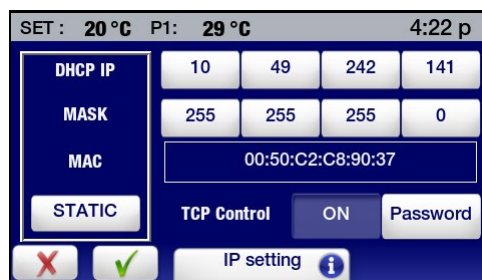 SET : 20 °C P1: 29 °C 4:22 p
DHCP IP 10 49 242 141
MASK 255 255 255 0
MAC 00:50:C2:C8:90:37
STATIC TCP Control ON Password
IP setting i